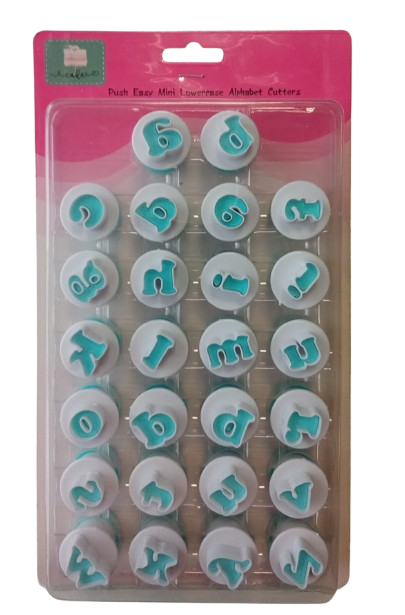 Push Easy Mini Lowercase Alphabet Cutters
a b
c d e f
g h i j
k l m n
o p q r
s t u v
w x y z